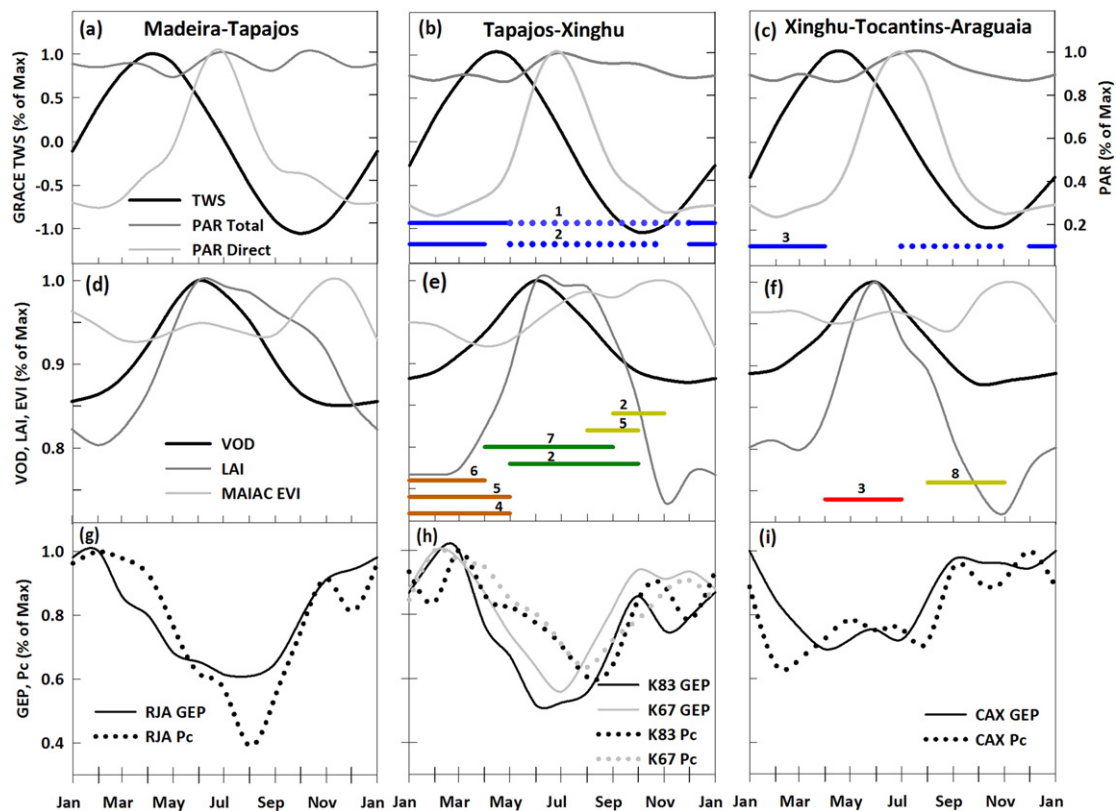 (a) Madeira-Tapajos
(b) Tapajos-Xinghu
(c) Xinghu-Tocantins-Araguaia
GRACE TWS (% of Max)
1.0
0.0
-0.5
-1.0
TWS
PAR Total
PAR Direct
1
2
3
1.0
0.8
0.6
0.4
0.2
PAR (% of Max)
(d)
(e)
(f)
VOD, LAI, EVI (% of Max)
1.0
0.9
0.8
VOD
LAI
MAIAC EVI
2
5
7
2
6
5
4
3
8
(g)
(h)
(i)
GEP, Pc (% of Max)
1.0
0.8
0.6
0.4
RJA GEP
RJA Pc
K83 GEP
K67 GEP
K83 Pc
K67 Pc
CAX GEP
CAX Pc
Jan Mar May Jul Sep Nov Jan
Jan Mar May Jul Sep Nov Jan
Jan Mar May Jul Sep Nov Jan